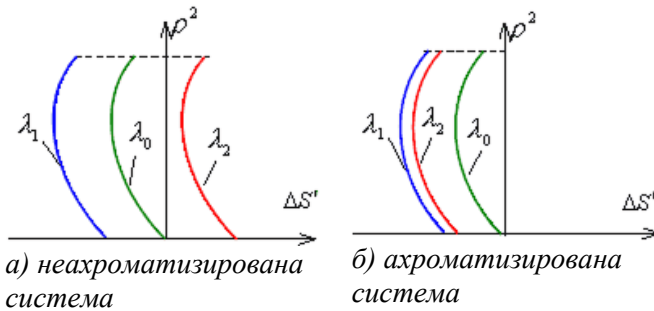 ρ²
λ₁
λ₀
λ₂
ΔS'
а) неахроматизирована
система
ρ²
λ₁
λ₂
λ₀
ΔS'
б) ахроматизирована
система